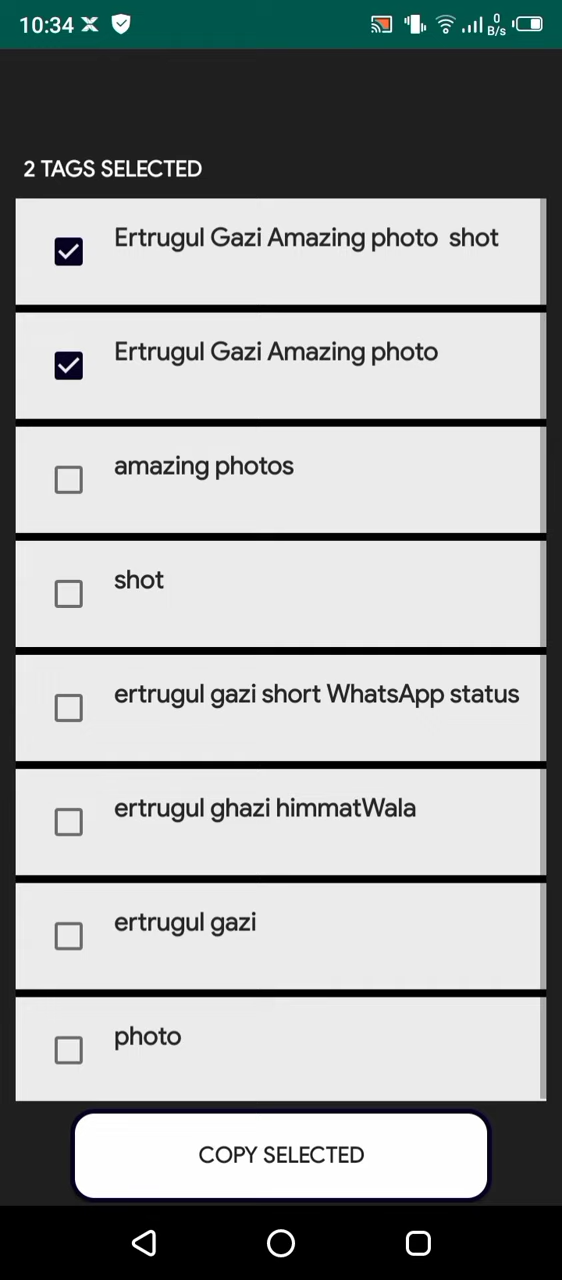 10:34
0
B/s
2 TAGS SELECTED
Ertrugul Gazi Amazing photo  shot
Ertrugul Gazi Amazing photo
amazing photos
shot
ertrugul gazi short WhatsApp status
ertrugul ghazi himmatWala
ertrugul gazi
photo
COPY SELECTED